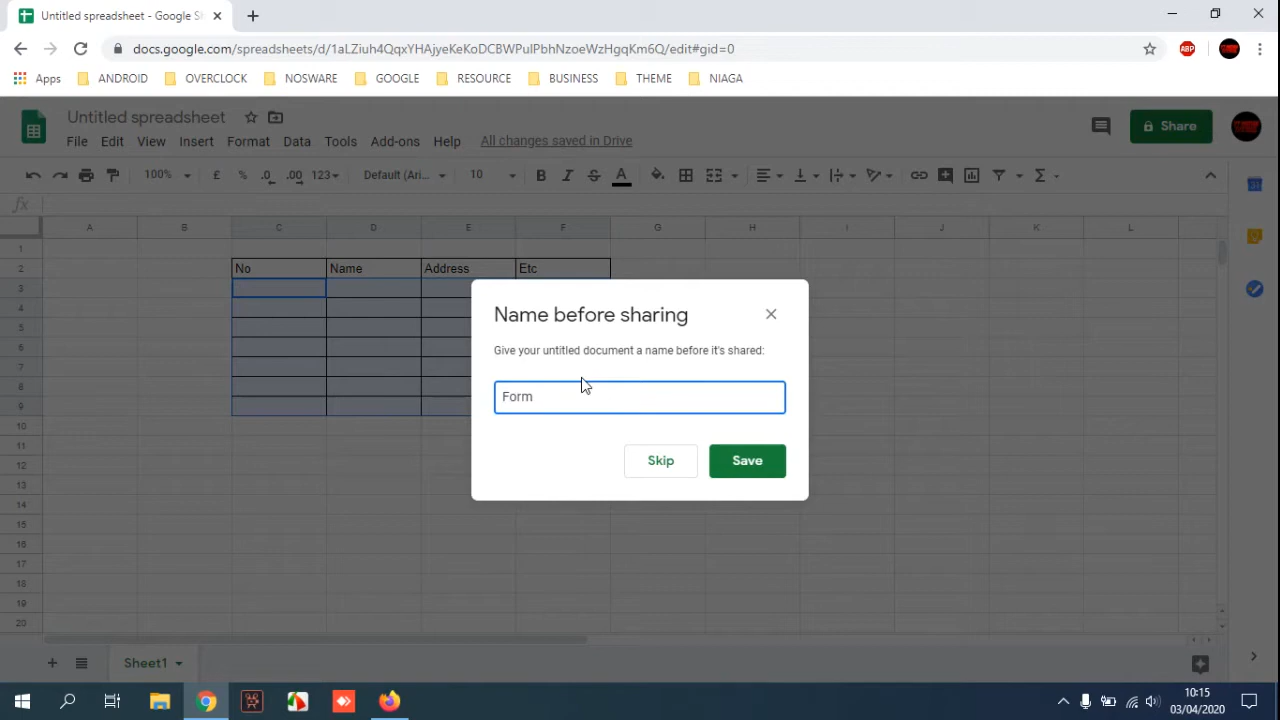 Untitled spreadsheet - Google Sh
docs.google.com/spreadsheets/d/1aLZiuh4QqxYHAjyeKeKoDCBWPulPbhNzoeWzHgqKm6Q/edit#gid=0
ABP
Apps ANDROID OVERCLOCK NOSWARE GOOGLE RESOURCE BUSINESS THEME NIAGA
Untitled spreadsheet
Share
File Edit View Insert Format Data Tools Add-ons Help All changes saved in Drive
100% £ % .0 .00 123 Default (Ari... 10 B I S A Σ
fx
A B C D E F G H I J K L
1
2 No Name Address Etc
3
4
5
6
7
8
9
10
11
12
13
14
15
16
17
18
19
20
Name before sharing
Give your untitled document a name before it's shared:
Form
Skip Save
Sheet1
31
10:15
03/04/2020